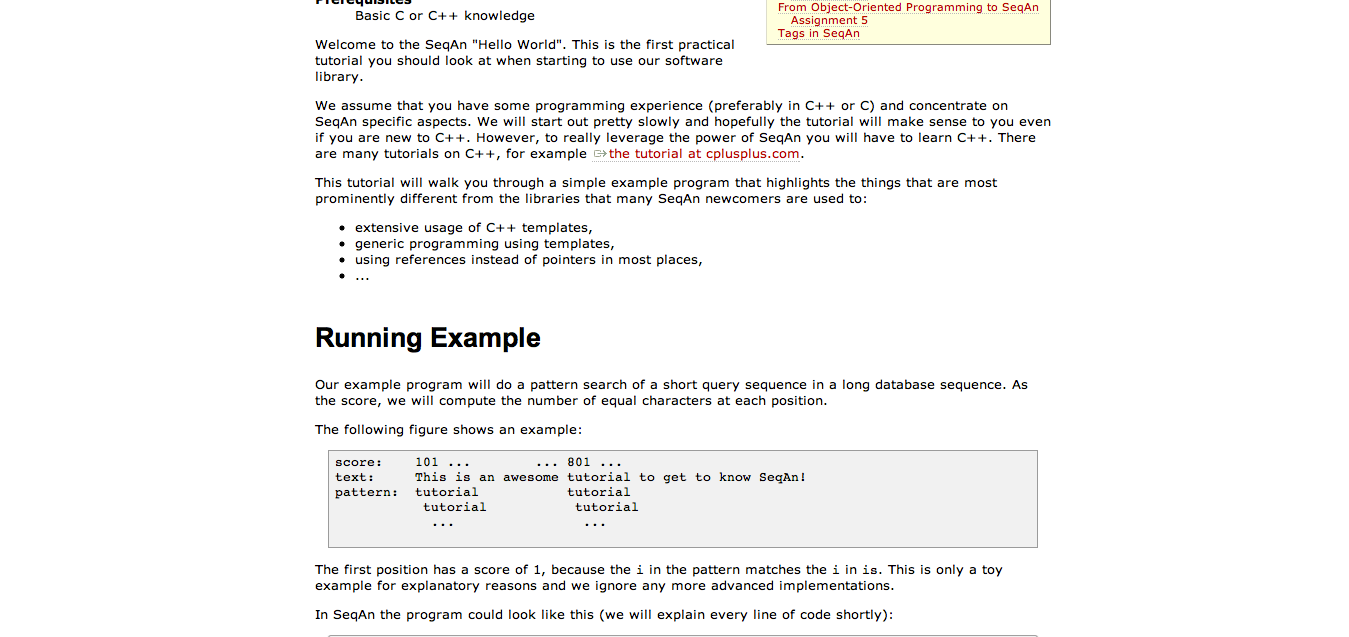 Prerequisites
Basic C or C++ knowledge
From Object-Oriented Programming to SeqAn
Assignment 5
Tags in SeqAn
Welcome to the SeqAn "Hello World". This is the first practical
tutorial you should look at when starting to use our software
library.
We assume that you have some programming experience (preferably in C++ or C) and concentrate on
SeqAn specific aspects. We will start out pretty slowly and hopefully the tutorial will make sense to you even
if you are new to C++. However, to really leverage the power of SeqAn you will have to learn C++. There
are many tutorials on C++, for example the tutorial at cplusplus.com.
This tutorial will walk you through a simple example program that highlights the things that are most
prominently different from the libraries that many SeqAn newcomers are used to:
• extensive usage of C++ templates,
• generic programming using templates,
• using references instead of pointers in most places,
• ...
Running Example
Our example program will do a pattern search of a short query sequence in a long database sequence. As
the score, we will compute the number of equal characters at each position.
The following figure shows an example:
score:    101 ...        ... 801 ...
text:     This is an awesome tutorial to get to know SeqAn!
pattern:  tutorial           tutorial
           tutorial           tutorial
            ...                ...
The first position has a score of 1, because the i in the pattern matches the i in is. This is only a toy
example for explanatory reasons and we ignore any more advanced implementations.
In SeqAn the program could look like this (we will explain every line of code shortly):